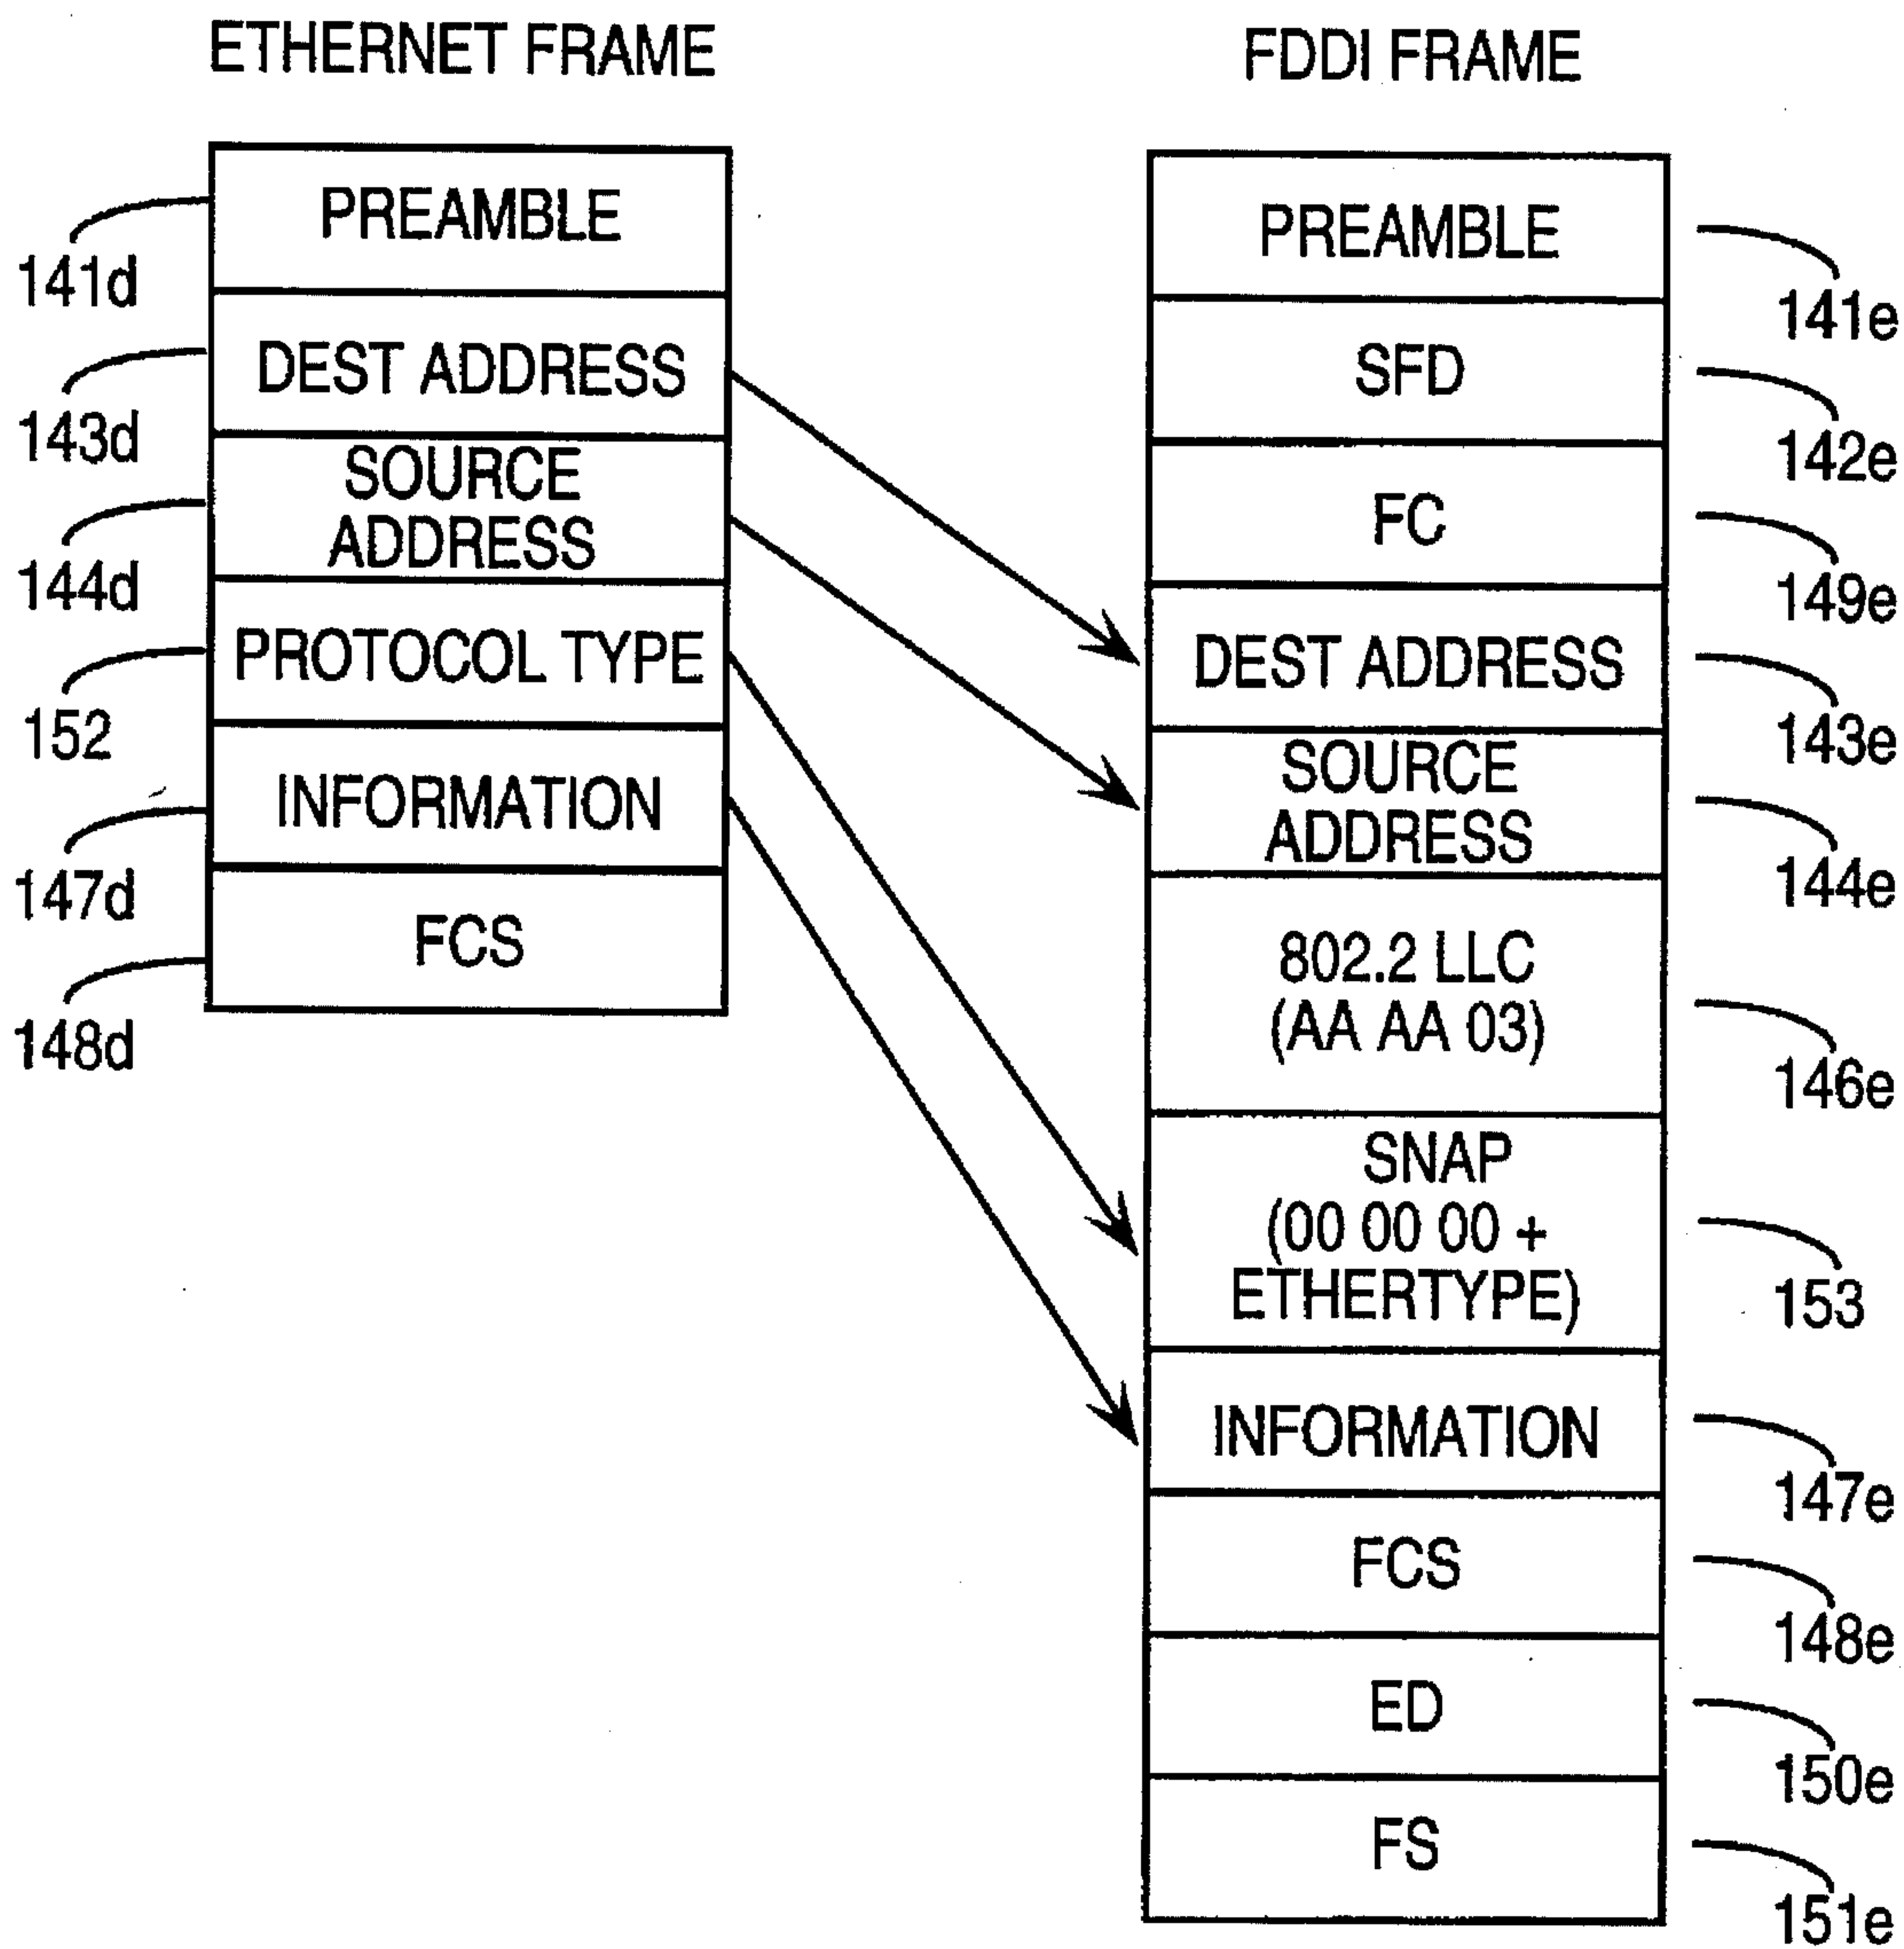 ETHERNET FRAME
PREAMBLE
141d
DEST ADDRESS
143d
SOURCE
ADDRESS
144d
PROTOCOL TYPE
152
INFORMATION
147d
FCS
148d
FDDI FRAME
PREAMBLE
141e
SFD
142e
FC
149e
DEST ADDRESS
143e
SOURCE
ADDRESS
144e
802.2 LLC
(AA AA 03)
146e
SNAP
(00 00 00 +
ETHERTYPE)
153
INFORMATION
147e
FCS
148e
ED
150e
FS
151e